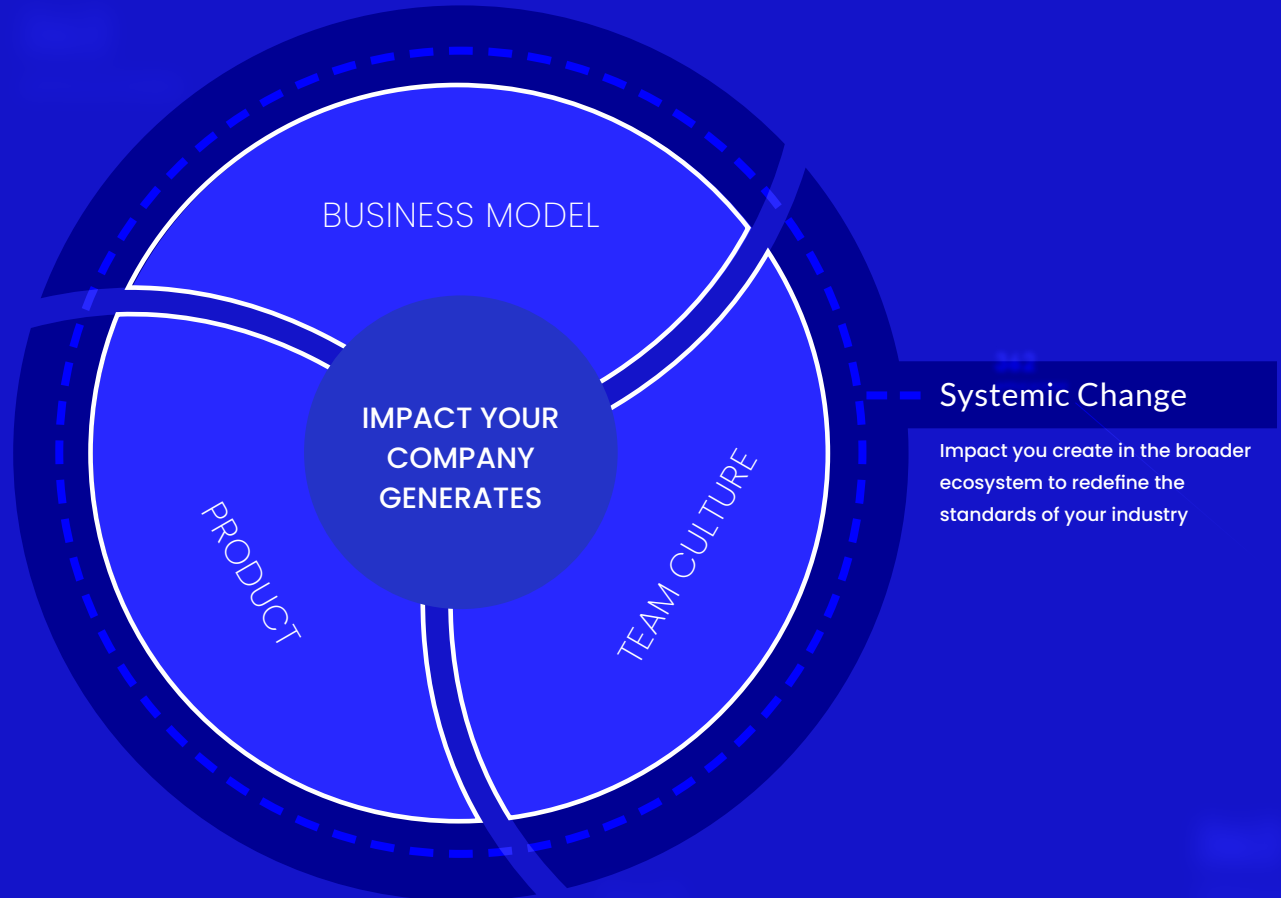 BUSINESS MODEL
IMPACT YOUR
COMPANY
GENERATES
PRODUCT
TEAM CULTURE
Systemic Change
Impact you create in the broader
ecosystem to redefine the
standards of your industry